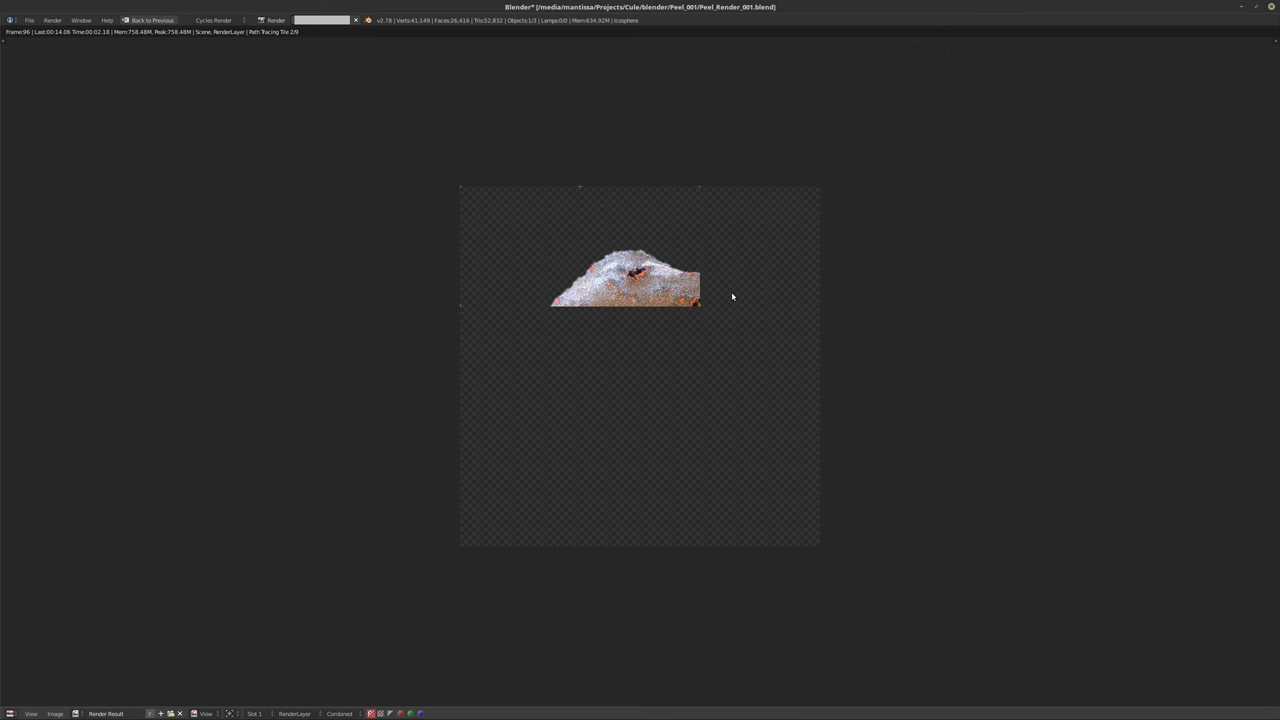 Blender* [/media/mantissa/Projects/Cule/blender/Peel_001/Peel_Render_001.blend]
File Render Window Help Back to Previous Cycles Render Render v2.78 | Verts:41,149 | Faces:26,416 | Tris:52,832 | Objects:1/3 | Lamps:0/0 | Mem:634.92M | Icosphere
Frame:96 | Last:00:14.06 Time:00:02.18 | Mem:758.48M, Peak:758.48M | Scene, RenderLayer | Path Tracing Tile 2/9
View Image Render Result F View Slot 1 RenderLayer Combined